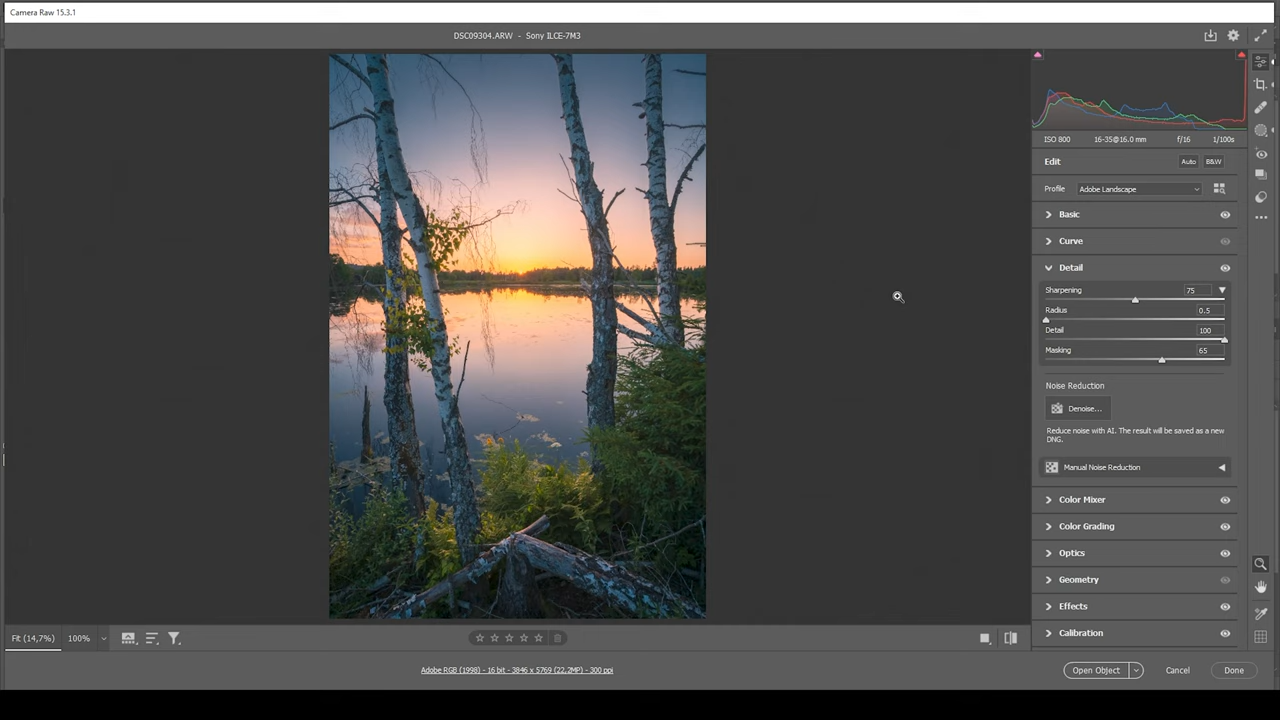 Camera Raw 15.3.1
DSC09304.ARW - Sony ILCE-7M3
ISO 800 16-35@16.0 mm f/16 1/100s
Edit Auto B&W
Profile Adobe Landscape
Basic
Curve
Detail
Sharpening 75
Radius 0.5
Detail 100
Masking 65
Noise Reduction
Denoise...
Reduce noise with AI. The result will be saved as a new
DNG.
Manual Noise Reduction
Color Mixer
Color Grading
Optics
Geometry
Effects
Calibration
Fit (14,7%) 100%
Adobe RGB (1998) - 16 bit - 3846 x 5769 (22.2MP) - 300 ppi
Open Object Cancel Done